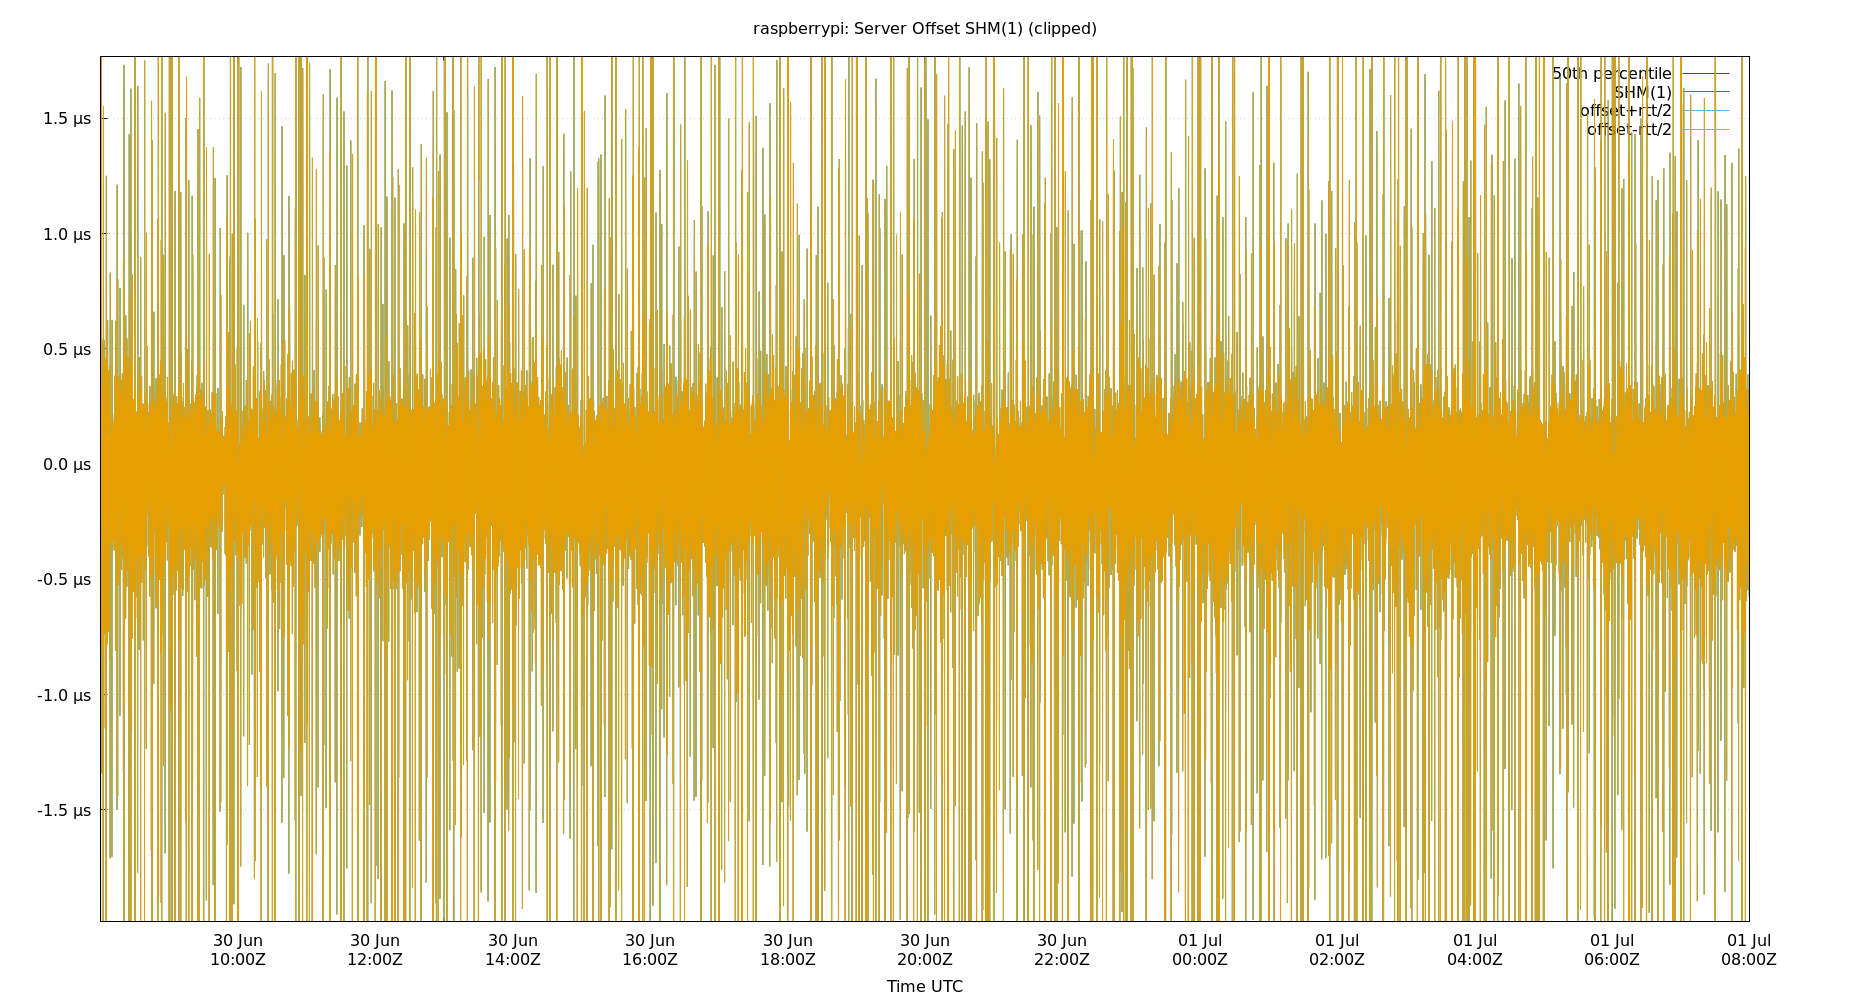 raspberrypi: Server Offset SHM(1) (clipped)
50th percentile
SHM(1)
offset+rtt/2
offset-rtt/2
1.5 µs
1.0 µs
0.5 µs
0.0 µs
-0.5 µs
-1.0 µs
-1.5 µs
30 Jun 30 Jun 30 Jun 30 Jun 30 Jun 30 Jun 30 Jun 01 Jul 01 Jul 01 Jul 01 Jul 01 Jul
10:00Z 12:00Z 14:00Z 16:00Z 18:00Z 20:00Z 22:00Z 00:00Z 02:00Z 04:00Z 06:00Z 08:00Z
Time UTC